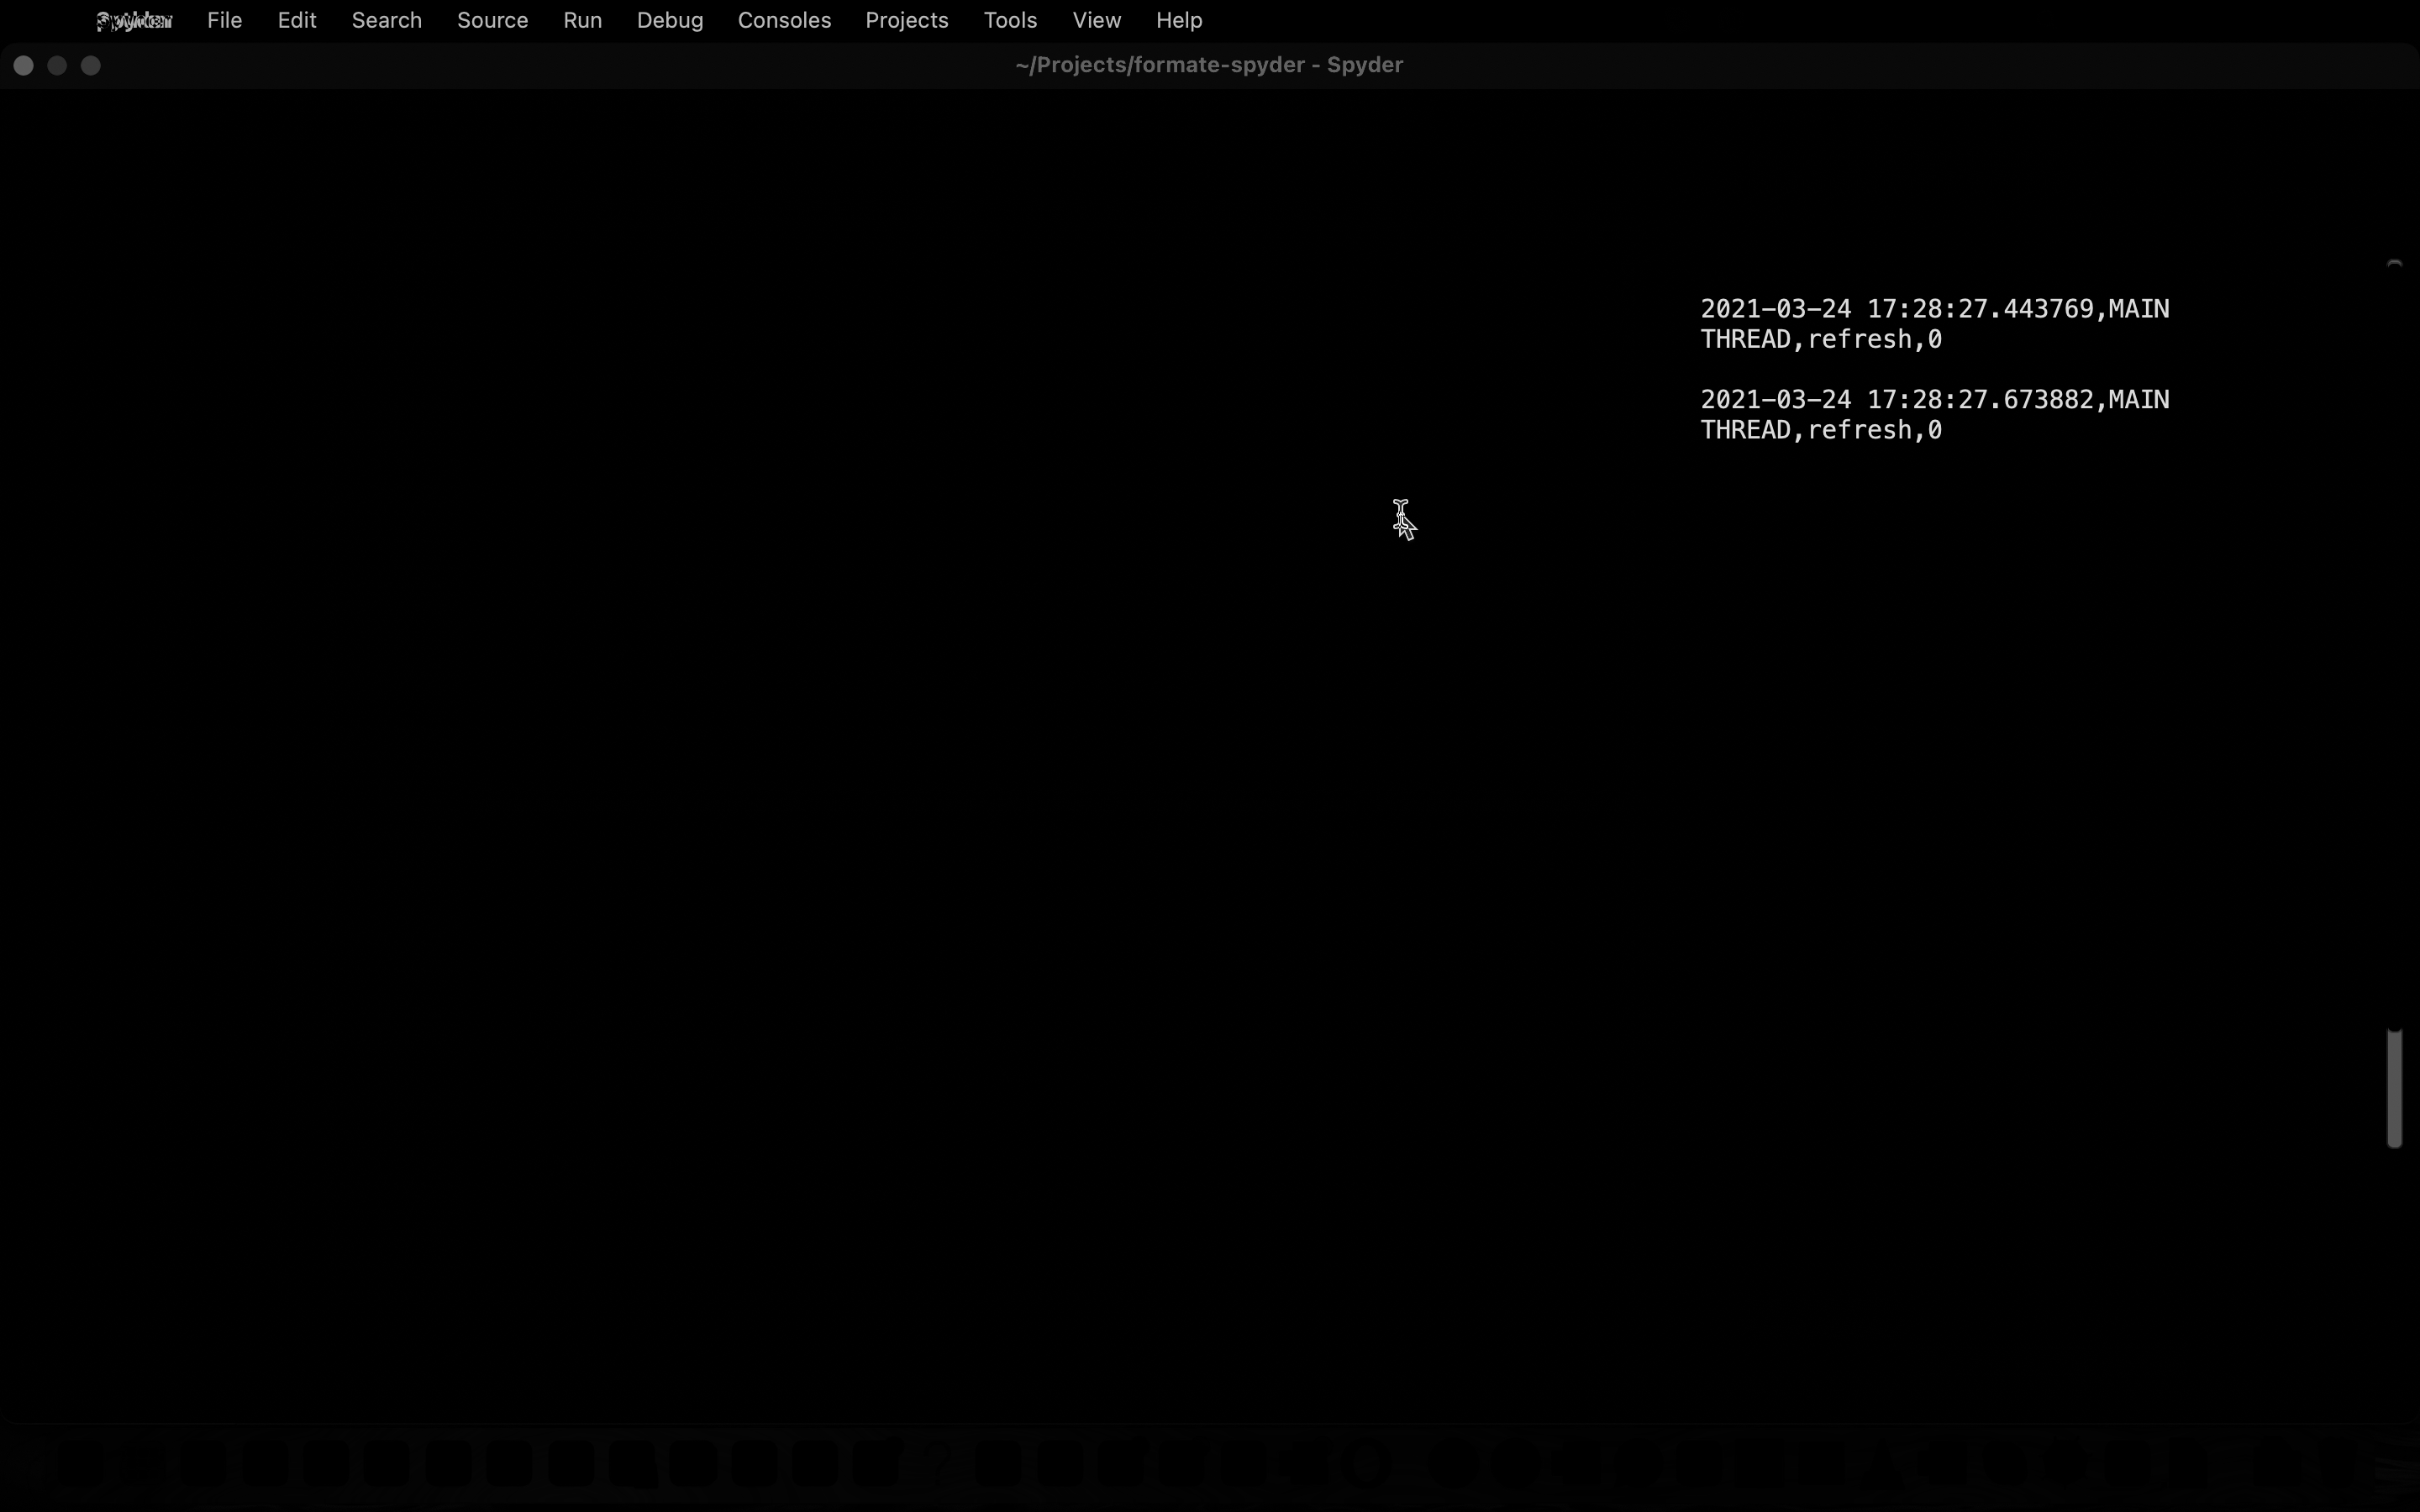 File Edit Search Source Run Debug Consoles Projects Tools View Help
~/Projects/formate-spyder - Spyder
2021-03-24 17:28:27.443769,MAIN
THREAD,refresh,0
2021-03-24 17:28:27.673882,MAIN
THREAD,refresh,0